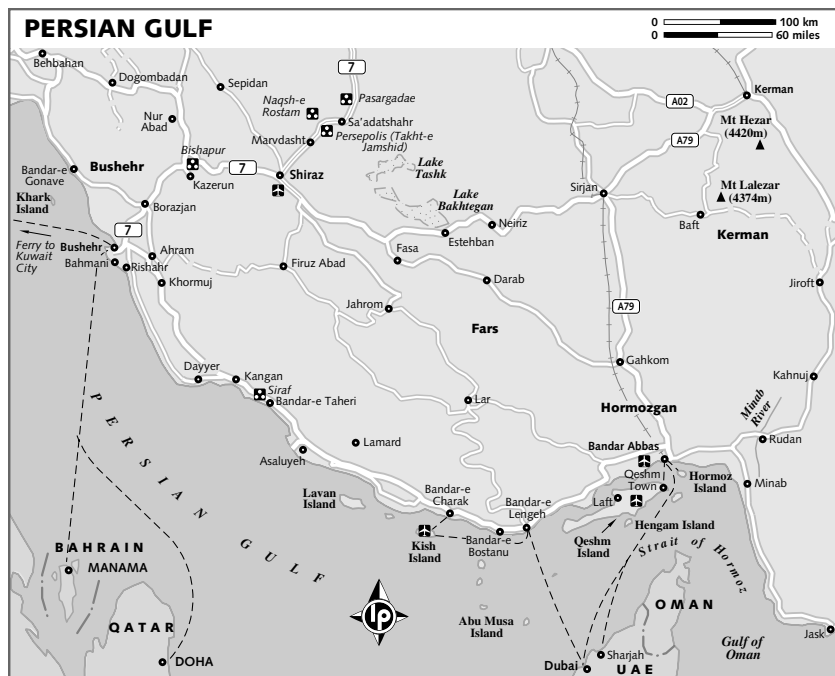 PERSIAN GULF
0 100 km
0 60 miles
Behbahan
Dogombadan
Sepidan
7
Kerman
A02
Naqsh-e
Rostam
Pasargadae
Nur
Abad
Sa'adatshahr
Mt Hezar
(4420m)
Marvdasht
Persepolis (Takht-e
Jamshid)
A79
Bishapur
Bandar-e
Gonave
Bushehr
7
Kazerun
Shiraz
Lake
Tashk
Sirjan
Mt Lalezar
(4374m)
Khark
Island
Borazjan
Lake
Bakhtegan
Neiriz
Baft
Kerman
7
Estehban
Ferry to
Kuwait
City
Bushehr
Bahmani
Rishahr
Ahram
Firuz Abad
Fasa
Khormuj
Darab
Jiroft
Jahrom
A79
Fars
Gahkom
Dayyer
Kangan
Siraf
Bandar-e Taheri
Kahnuj
Lar
Hormozgan
Minab
River
Bandar Abbas
Rudan
Lamard
Asaluyeh
Qeshm
Town
Hormoz
Island
Minab
Lavan
Island
Bandar-e
Charak
Bandar-e
Lengeh
Laft
Hengam Island
Kish
Island
Bandar-e
Bostanu
Qeshm
Island
Strait of Hormoz
PERSIAN GULF
BAHRAIN
MANAMA
lp
Abu Musa
Island
OMAN
QATAR
DOHA
Dubai
Sharjah
UAE
Gulf of
Oman
Jask